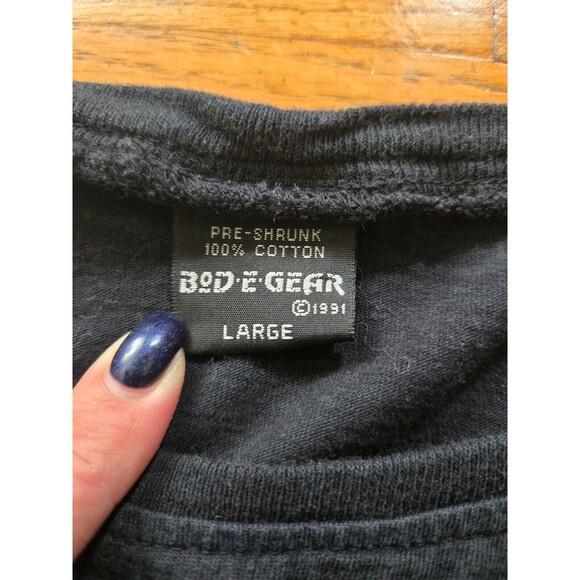 PRE-SHRUNK
100% COTTON
BOD·E·GEAR
©1991
LARGE